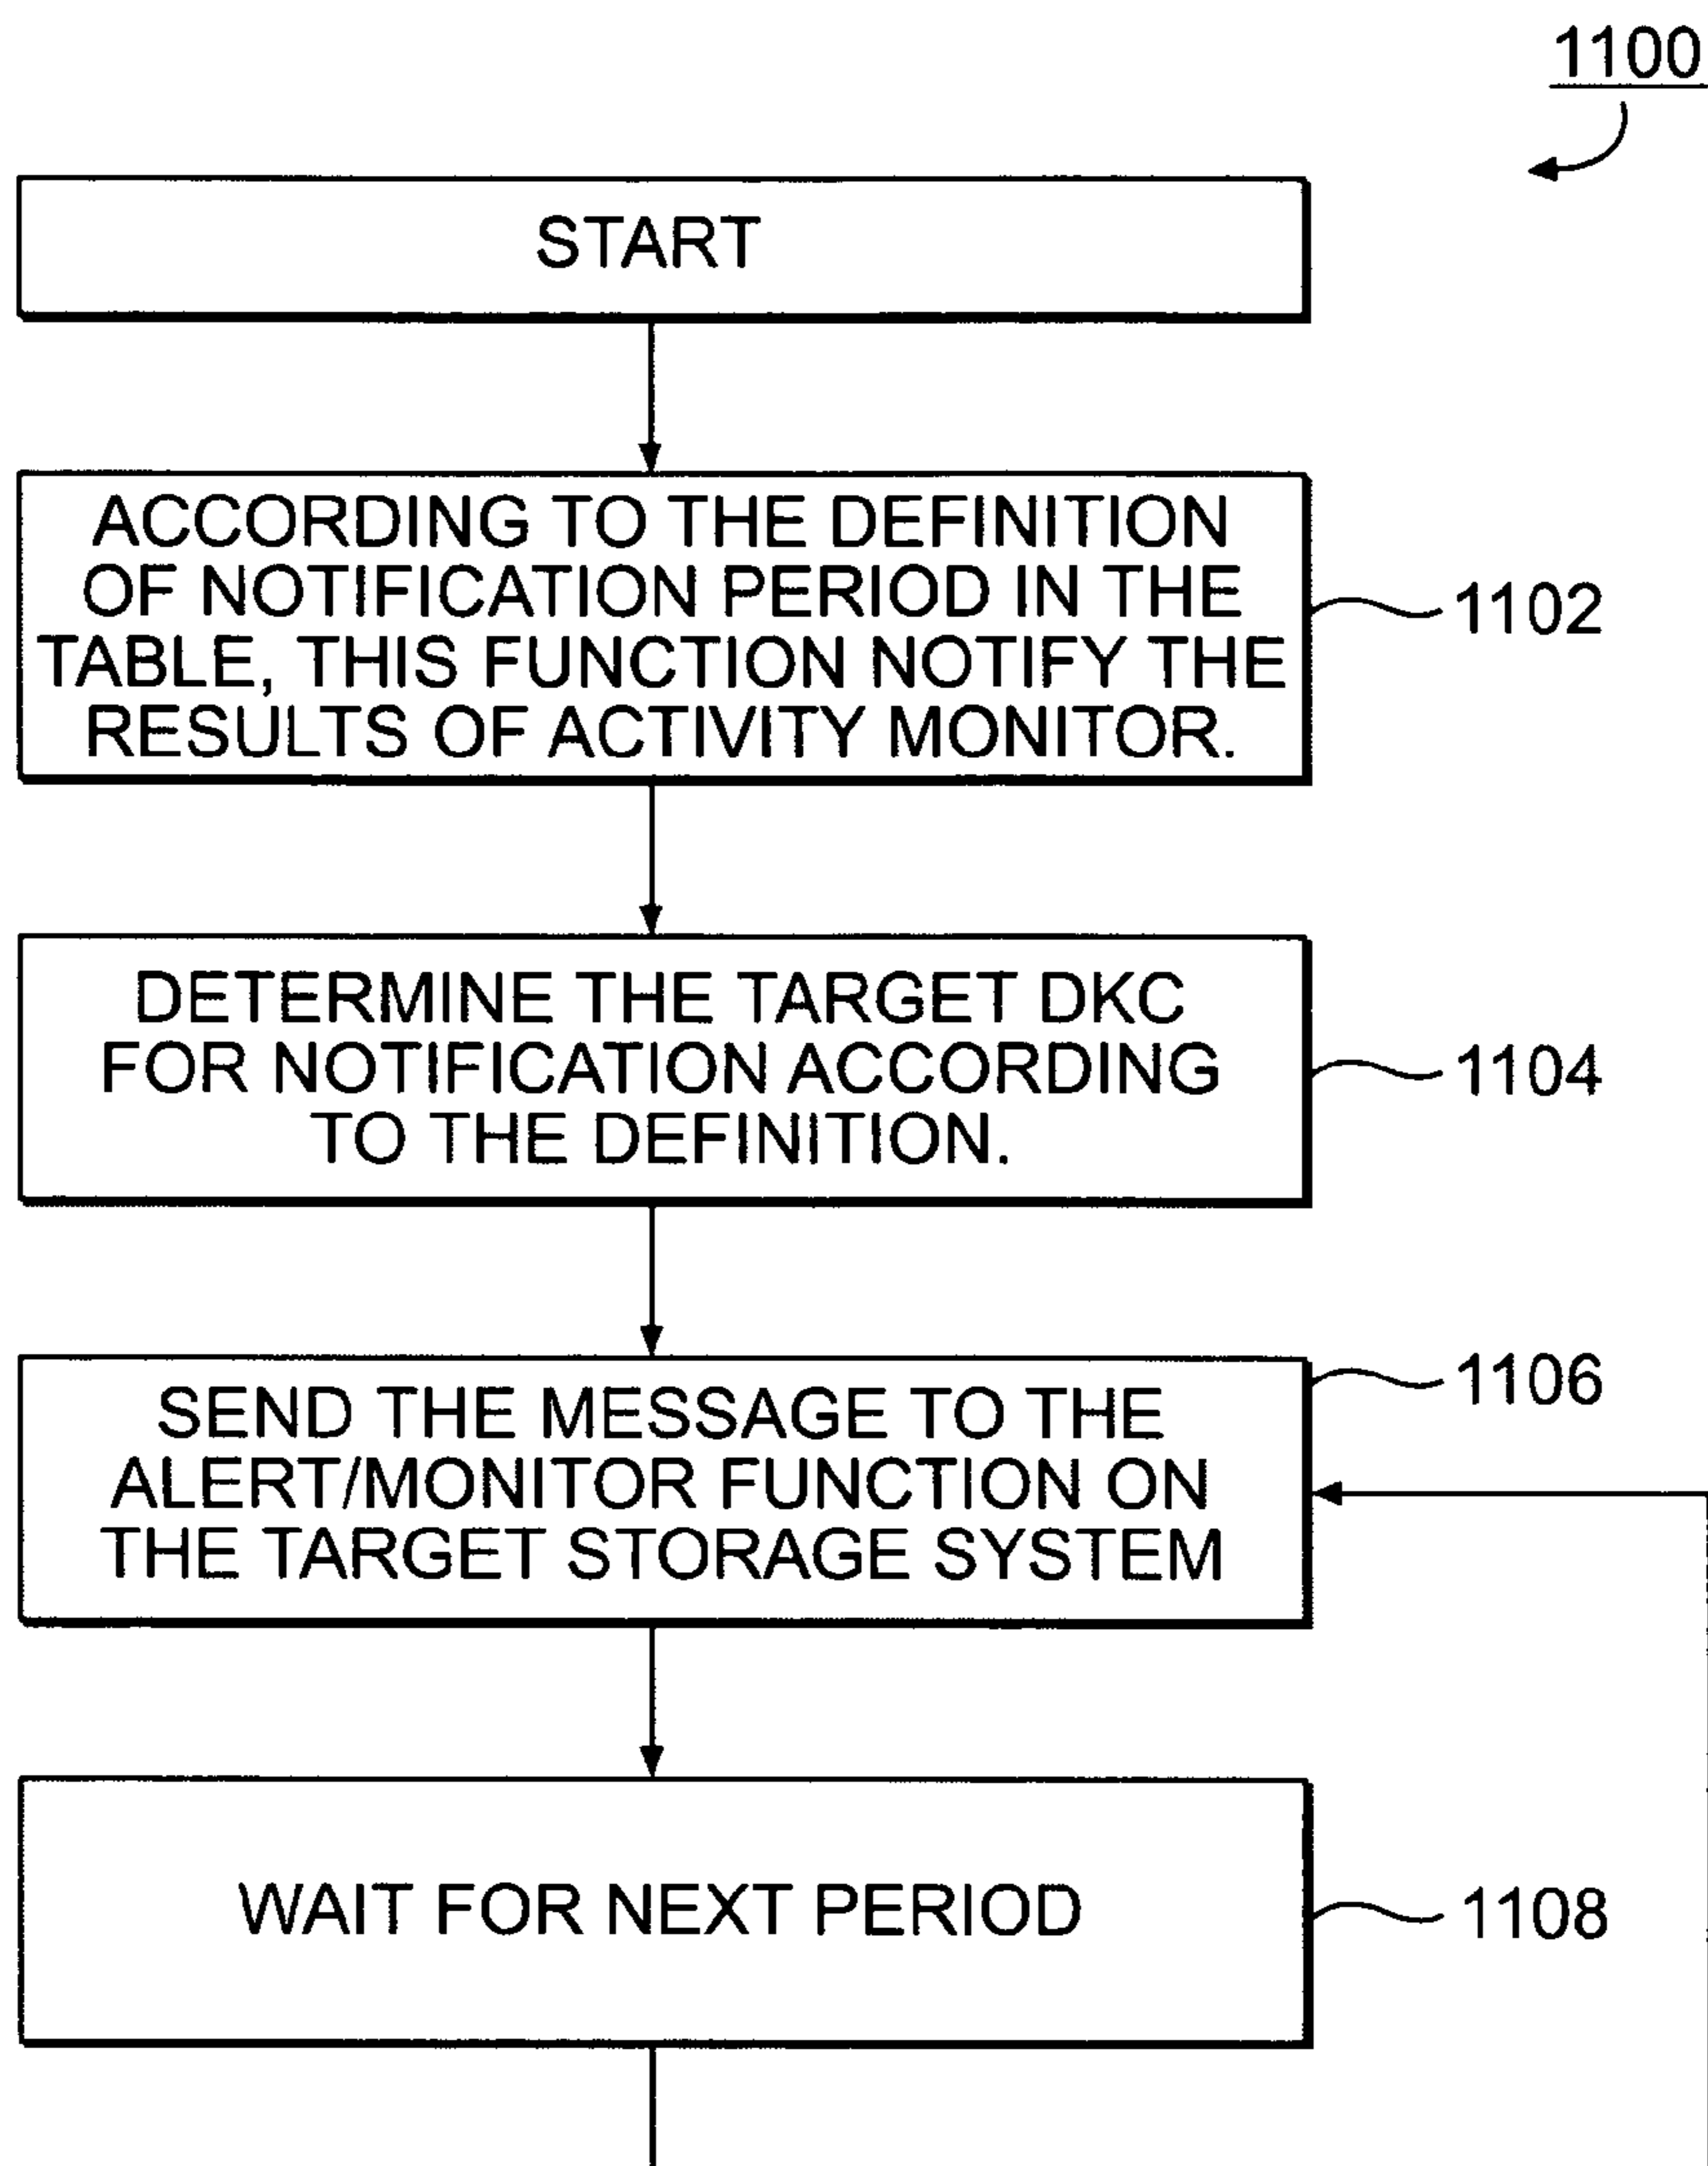 1100
START
ACCORDING TO THE DEFINITION
OF NOTIFICATION PERIOD IN THE
TABLE, THIS FUNCTION NOTIFY THE
RESULTS OF ACTIVITY MONITOR.
1102
DETERMINE THE TARGET DKC
FOR NOTIFICATION ACCORDING
TO THE DEFINITION.
1104
SEND THE MESSAGE TO THE
ALERT/MONITOR FUNCTION ON
THE TARGET STORAGE SYSTEM
1106
WAIT FOR NEXT PERIOD
1108